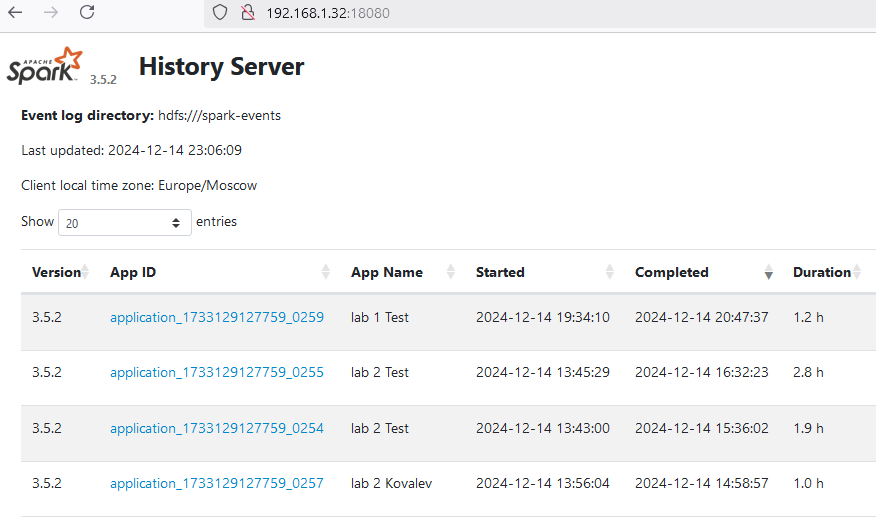 192.168.1.32:18080
APACHE
Spark 3.5.2 History Server
Event log directory: hdfs:///spark-events
Last updated: 2024-12-14 23:06:09
Client local time zone: Europe/Moscow
Show 20 entries
Version App ID App Name Started Completed Duration
3.5.2 application_1733129127759_0259 lab 1 Test 2024-12-14 19:34:10 2024-12-14 20:47:37 1.2 h
3.5.2 application_1733129127759_0255 lab 2 Test 2024-12-14 13:45:29 2024-12-14 16:32:23 2.8 h
3.5.2 application_1733129127759_0254 lab 2 Test 2024-12-14 13:43:00 2024-12-14 15:36:02 1.9 h
3.5.2 application_1733129127759_0257 lab 2 Kovalev 2024-12-14 13:56:04 2024-12-14 14:58:57 1.0 h